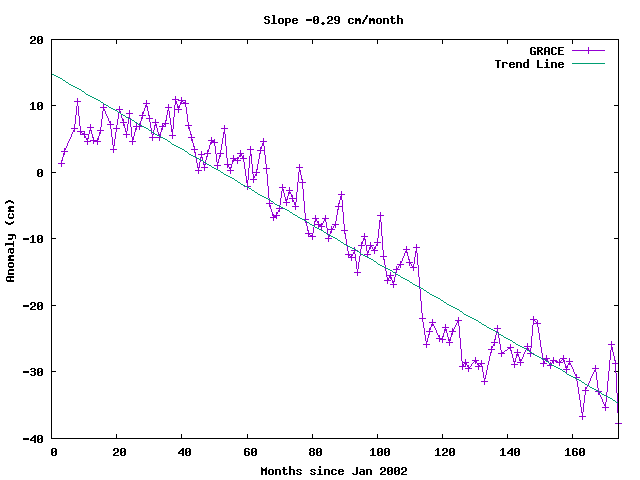 Slope -0.29 cm/month
20
GRACE
Trend Line
10
0
-10
Anomaly (cm)
-20
-30
-40
0 20 40 60 80 100 120 140 160
Months since Jan 2002